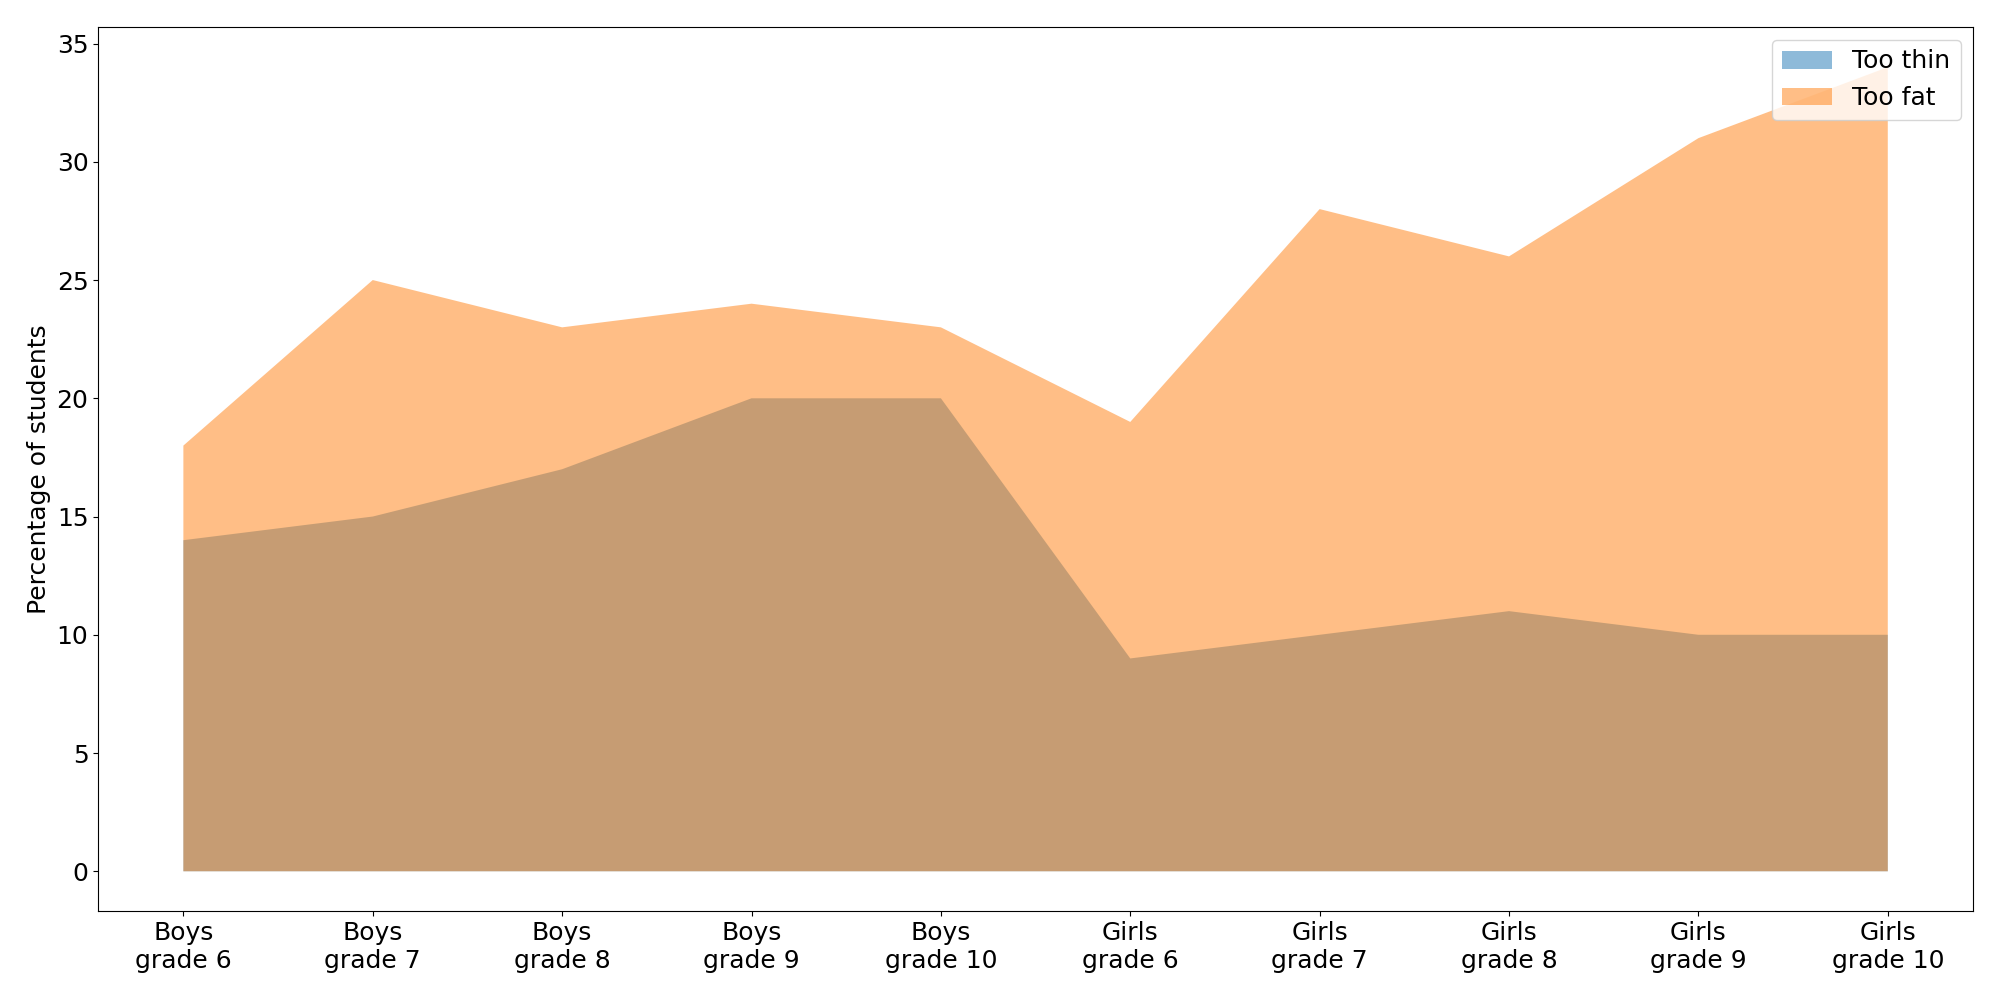 Percentage of students
35
30
25
20
15
10
5
0
Too thin
Too fat
Boys
grade 6
Boys
grade 7
Boys
grade 8
Boys
grade 9
Boys
grade 10
Girls
grade 6
Girls
grade 7
Girls
grade 8
Girls
grade 9
Girls
grade 10